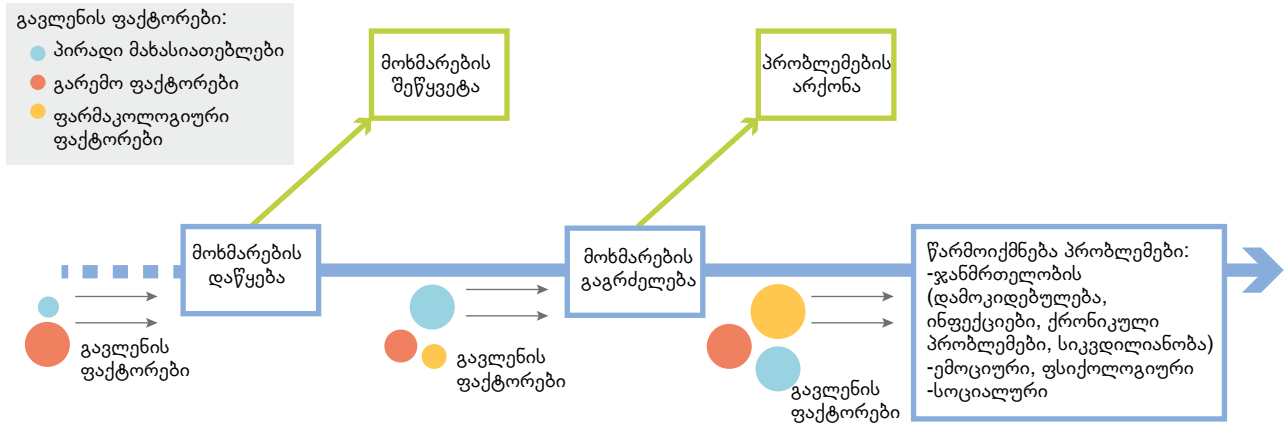 გავლენის ფაქტორები:
პირადი მახასიათებლები
გარემო ფაქტორები
ფარმაკოლოგიური
ფაქტორები
მოხმარების
შეწყვეტა
პრობლემების
არქონა
მოხმარების
დაწყება
მოხმარების
გაგრძელება
წარმოიქმნება პრობლემები:
-ჯანმრთელობის
(დამოკიდებულება,
ინფექციები, ქრონიკული
პრობლემები, სიკვდილიანობა)
-ემოციური, ფსიქოლოგიური
-სოციალური
გავლენის
ფაქტორები
გავლენის
ფაქტორები
გავლენის
ფაქტორები